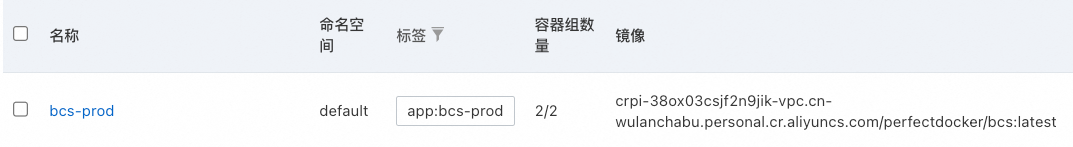 名称
命名空
间
标签
容器组数
量
镜像
bcs-prod
default
app:bcs-prod
2/2
crpi-38ox03csjf2n9jik-vpc.cn-
wulanchabu.personal.cr.aliyuncs.com/perfectdocker/bcs:latest